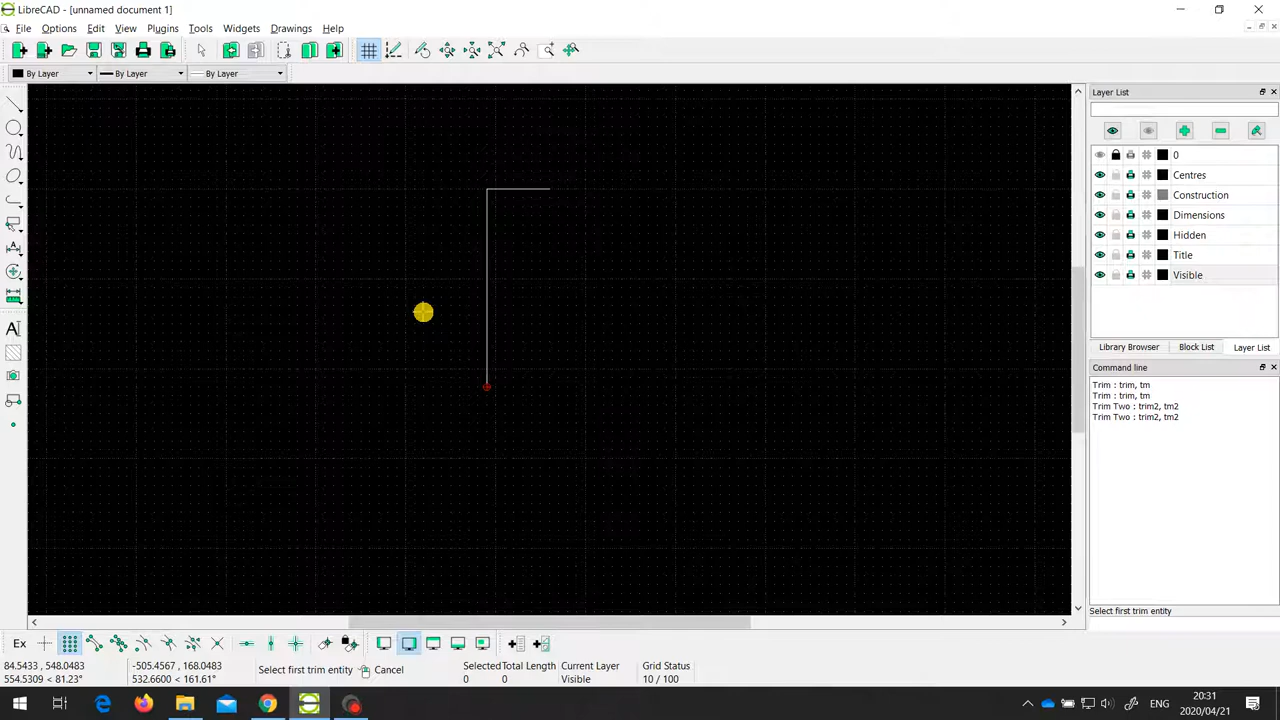 LibreCAD - [unnamed document 1]
File Options Edit View Plugins Tools Widgets Drawings Help
By Layer By Layer By Layer
Layer List
0
Centres
Construction
Dimensions
Hidden
Title
Visible
Library Browser Block List Layer List
Command line
Trim : trim, tm
Trim : trim, tm
Trim Two : trim2, tm2
Trim Two : trim2, tm2
Select first trim entity
Ex
84.5433 , 548.0483
554.5309 < 81.23°
-505.4567 , 168.0483
532.6600 < 161.61°
Select first trim entity Cancel
Selected Total Length
0 0
Current Layer
Visible
Grid Status
10 / 100
ENG
20:31
2020/04/21